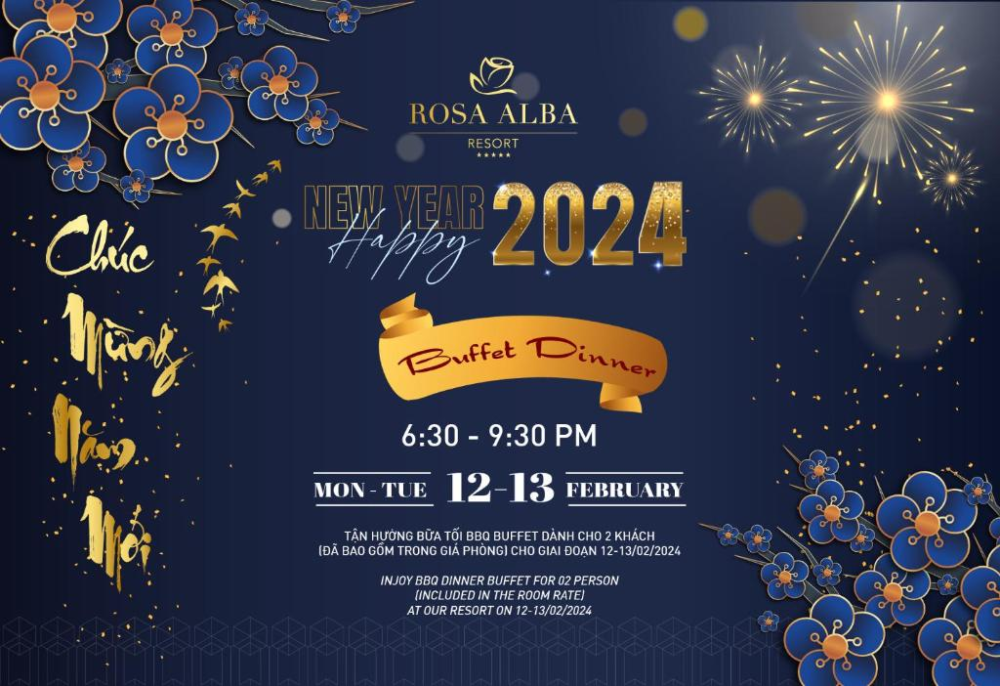 ROSA ALBA
RESORT
NEW YEAR 2024
Happy
Chúc
Mừng
Năm
Mới
Buffet Dinner
6:30 - 9:30 PM
MON - TUE 12-13 FEBRUARY
TẬN HƯỞNG BỮA TỐI BBQ BUFFET DÀNH CHO 2 KHÁCH
(ĐÃ BAO GỒM TRONG GIÁ PHÒNG) CHO GIAI ĐOẠN 12-13/02/2024
INJOY BBQ DINNER BUFFET FOR 02 PERSON
(INCLUDED IN THE ROOM RATE)
AT OUR RESORT ON 12-13/02/2024